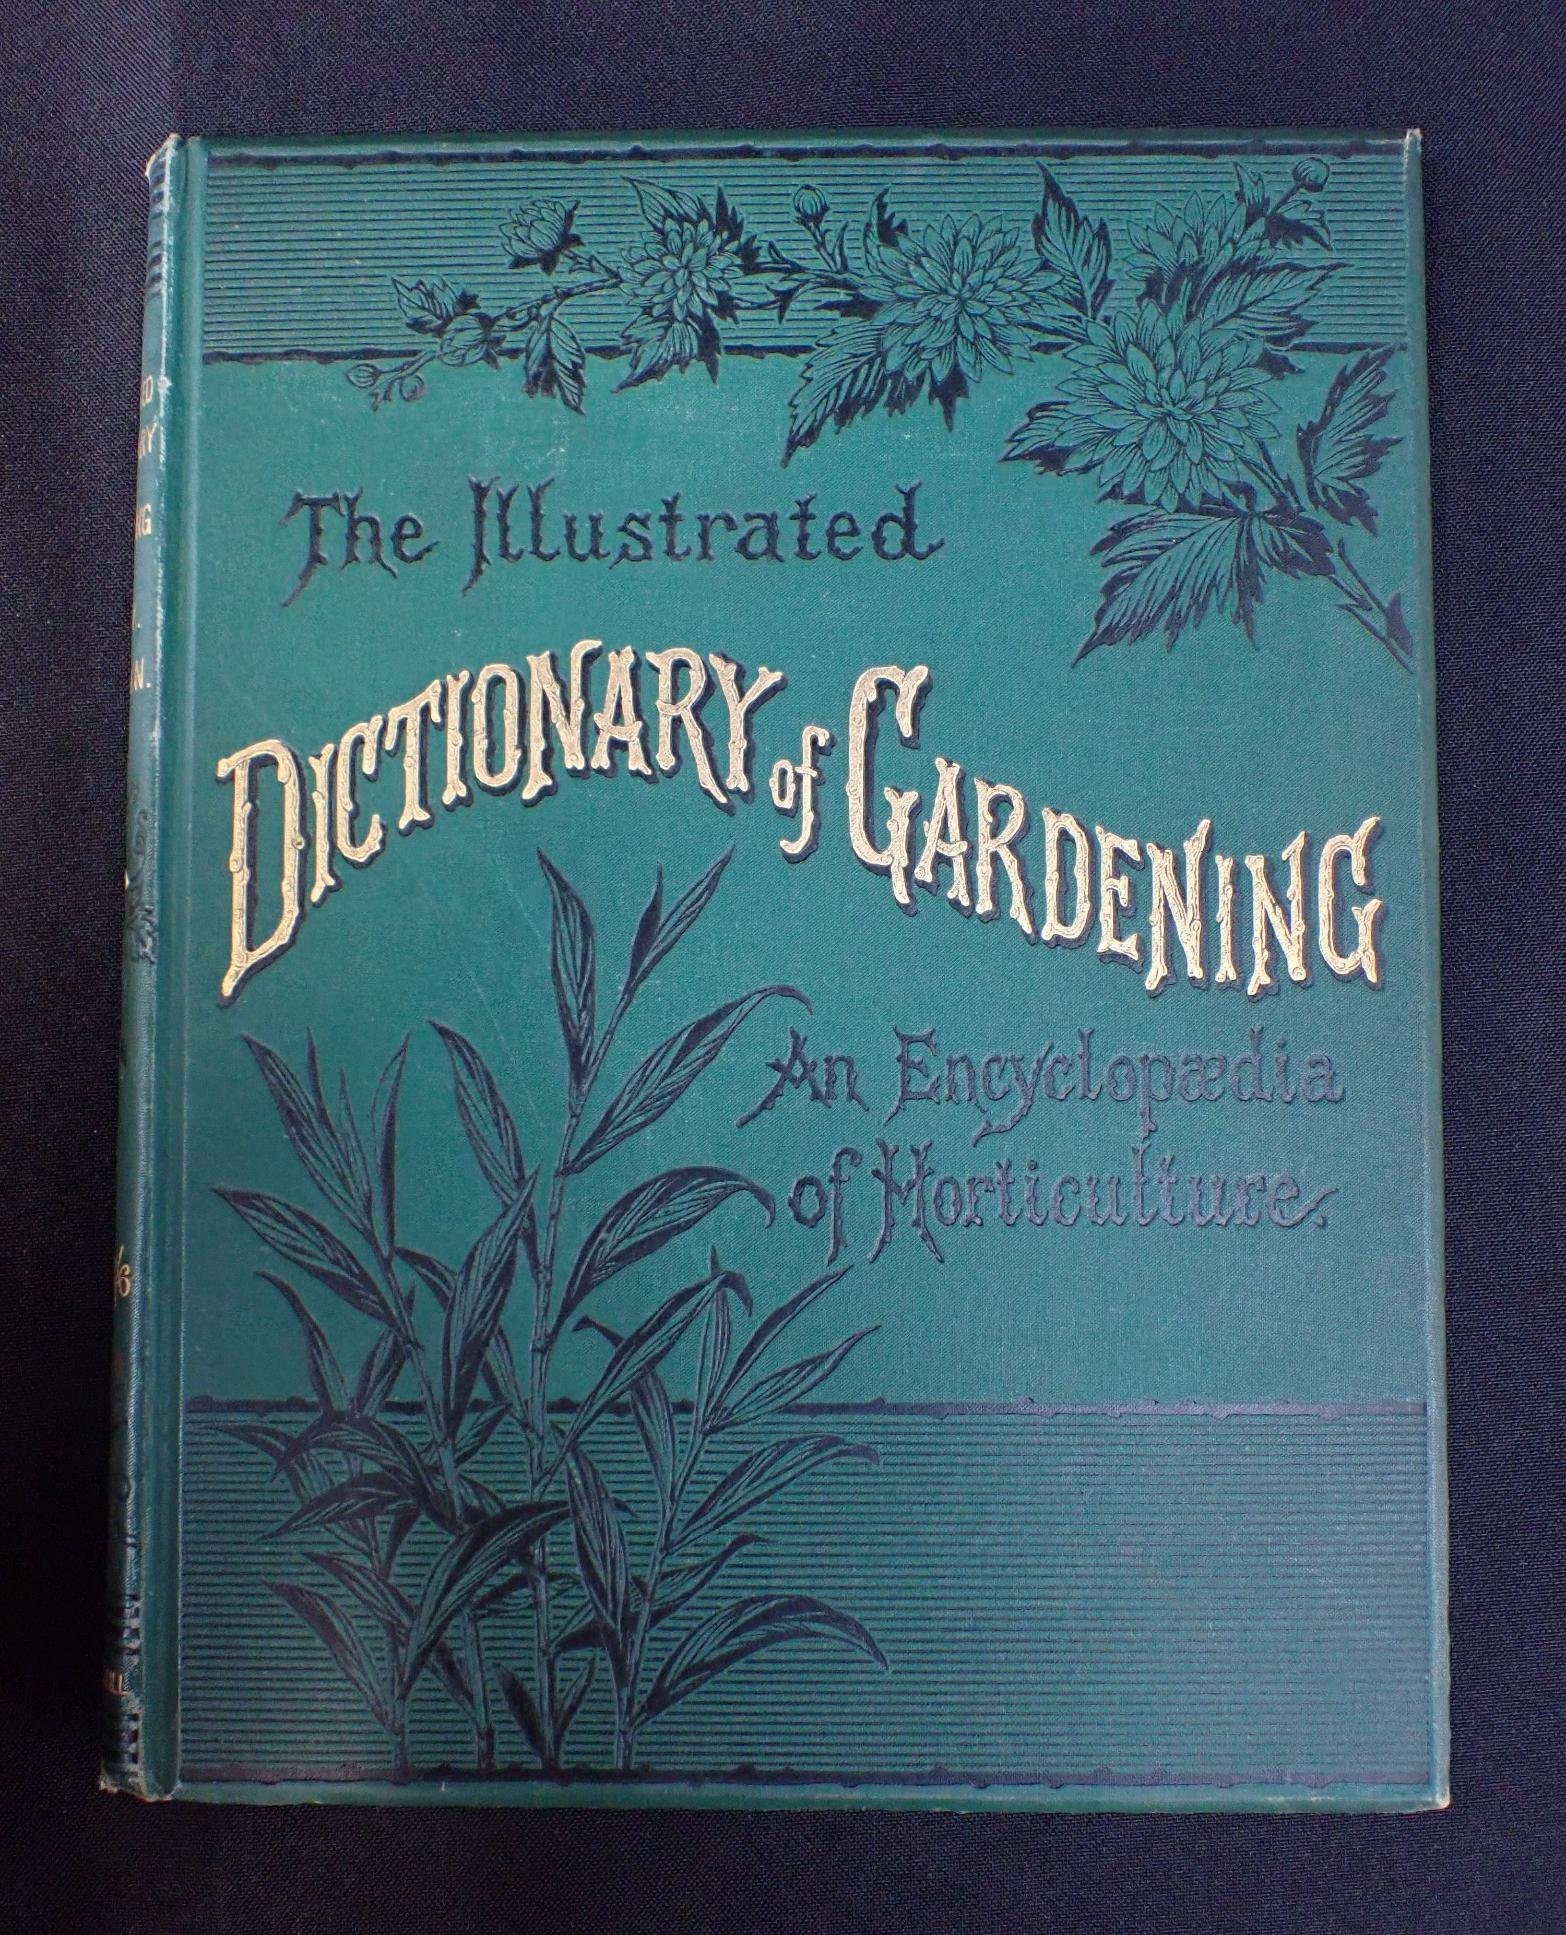 The Illustrated
DICTIONARY of GARDENING
An Encyclopædia
of Horticulture.